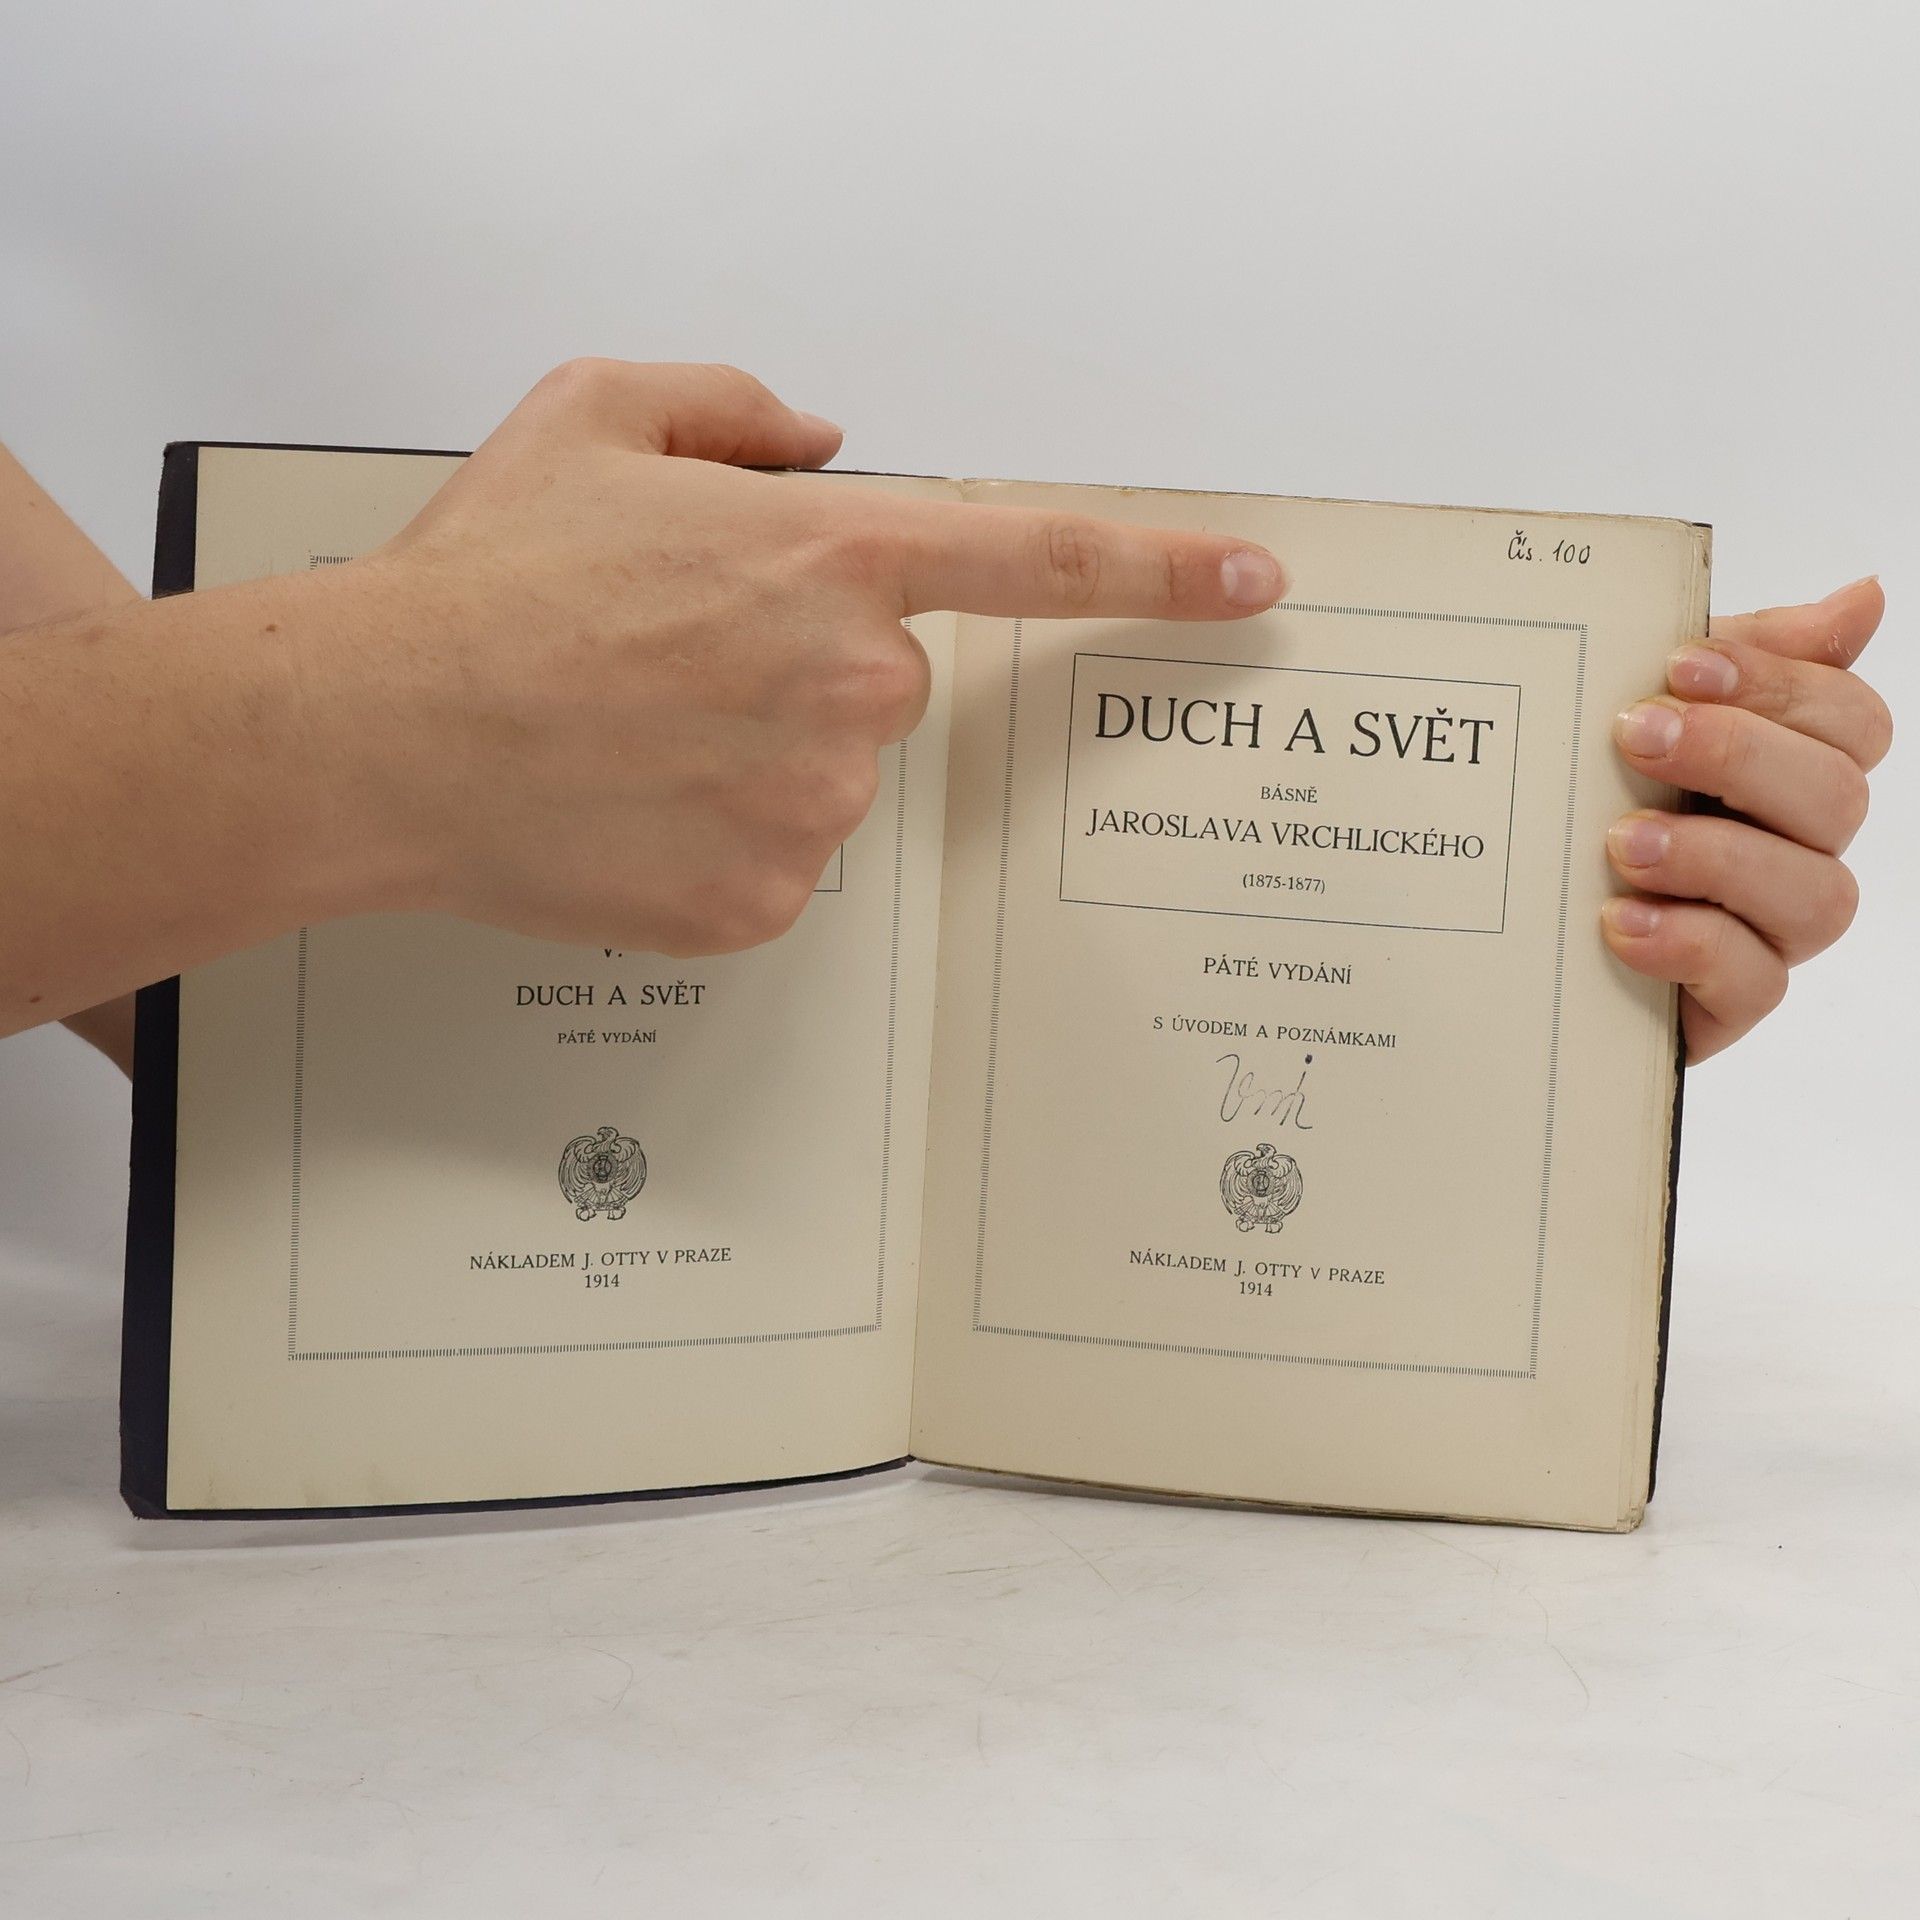 V.
DUCH A SVĚT
PÁTÉ VYDÁNÍ
NÁKLADEM J. OTTY V PRAZE
1914
Čís. 100
DUCH A SVĚT
BÁSNĚ
JAROSLAVA VRCHLICKÉHO
(1875-1877)
PÁTÉ VYDÁNÍ
S ÚVODEM A POZNÁMKAMI
NÁKLADEM J. OTTY V PRAZE
1914